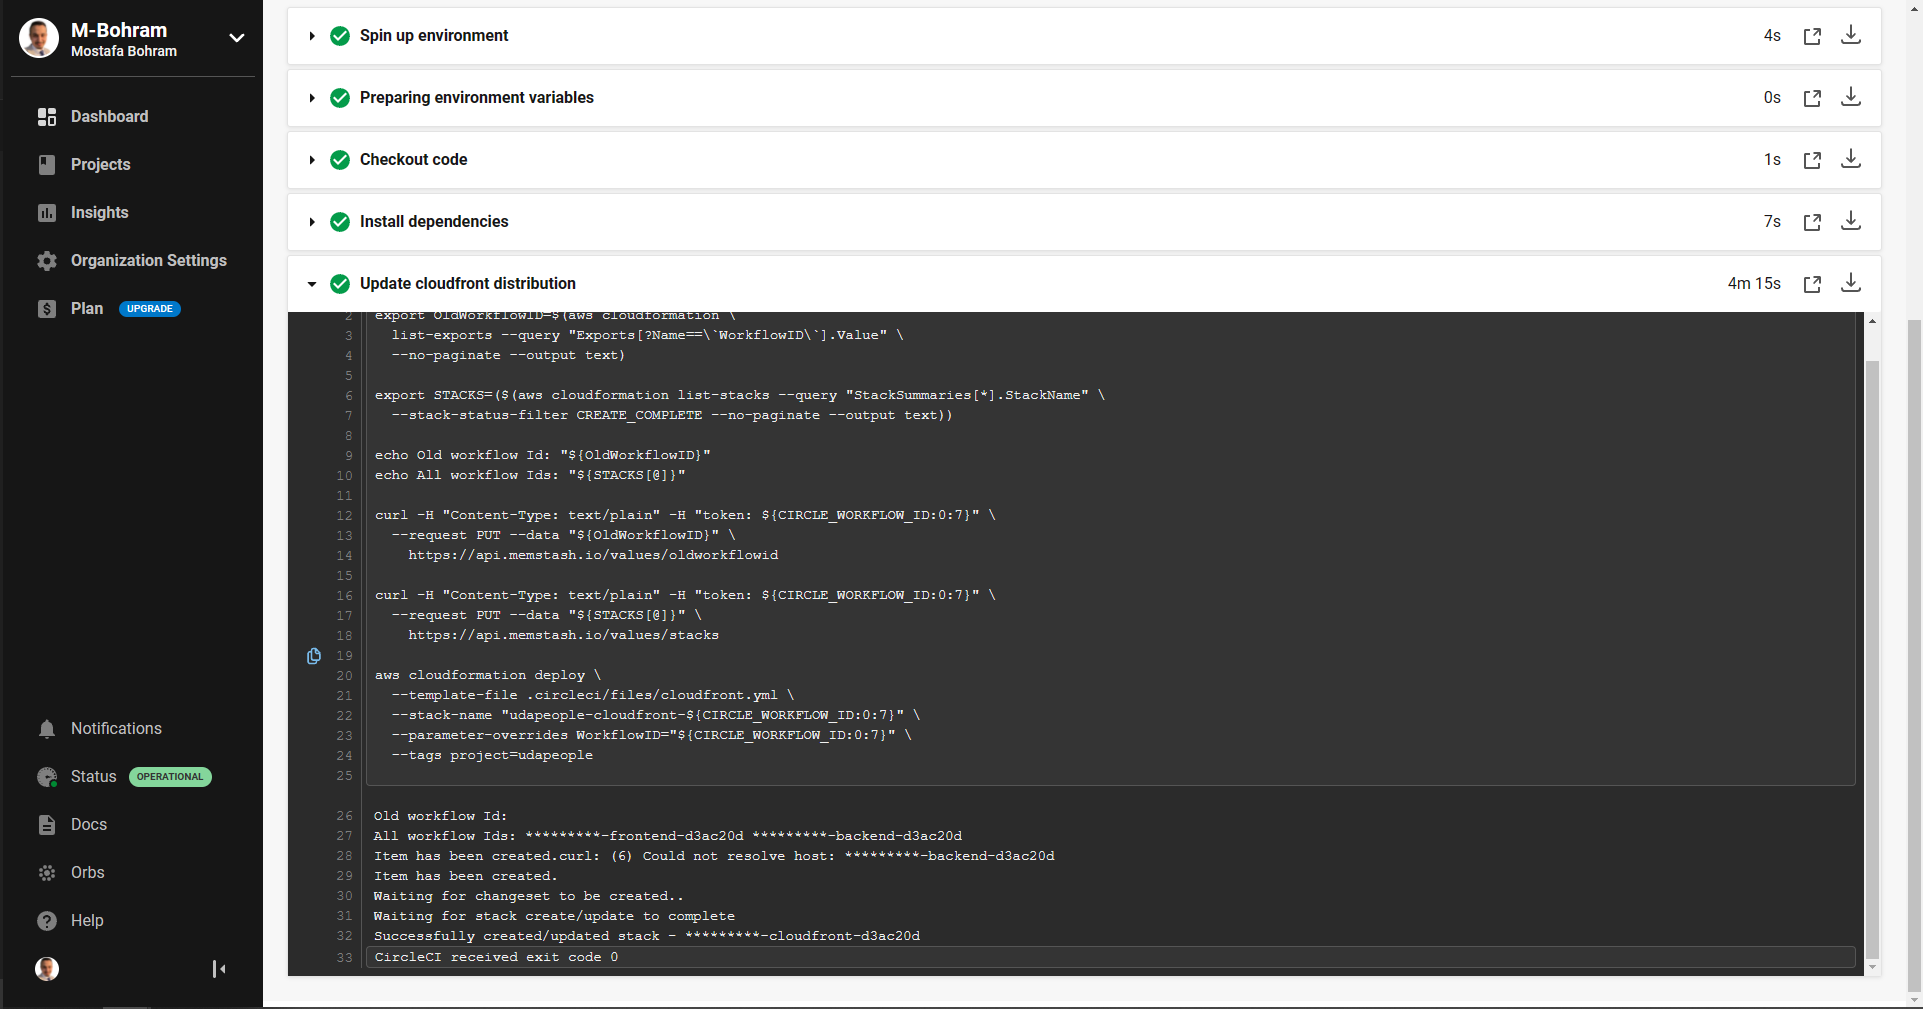 M-Bohram
Mostafa Bohram
Dashboard
Projects
Insights
Organization Settings
Plan UPGRADE
Notifications
Status OPERATIONAL
Docs
Orbs
Help
Spin up environment 4s
Preparing environment variables 0s
Checkout code 1s
Install dependencies 7s
Update cloudfront distribution 4m 15s
2 export OldWorkflowID=$(aws cloudformation \
3 list-exports --query "Exports[?Name==\`WorkflowID\`].Value" \
4 --no-paginate --output text)
5
6 export STACKS=($(aws cloudformation list-stacks --query "StackSummaries[*].StackName" \
7 --stack-status-filter CREATE_COMPLETE --no-paginate --output text))
8
9 echo Old workflow Id: "${OldWorkflowID}"
10 echo All workflow Ids: "${STACKS[@]}"
11
12 curl -H "Content-Type: text/plain" -H "token: ${CIRCLE_WORKFLOW_ID:0:7}" \
13 --request PUT --data "${OldWorkflowID}" \
14 https://api.memstash.io/values/oldworkflowid
15
16 curl -H "Content-Type: text/plain" -H "token: ${CIRCLE_WORKFLOW_ID:0:7}" \
17 --request PUT --data "${STACKS[@]}" \
18 https://api.memstash.io/values/stacks
19
20 aws cloudformation deploy \
21 --template-file .circleci/files/cloudfront.yml \
22 --stack-name "udapeople-cloudfront-${CIRCLE_WORKFLOW_ID:0:7}" \
23 --parameter-overrides WorkflowID="${CIRCLE_WORKFLOW_ID:0:7}" \
24 --tags project=udapeople
25
26 Old workflow Id:
27 All workflow Ids: *********-frontend-d3ac20d *********-backend-d3ac20d
28 Item has been created.curl: (6) Could not resolve host: *********-backend-d3ac20d
29 Item has been created.
30 Waiting for changeset to be created..
31 Waiting for stack create/update to complete
32 Successfully created/updated stack - *********-cloudfront-d3ac20d
33 CircleCI received exit code 0